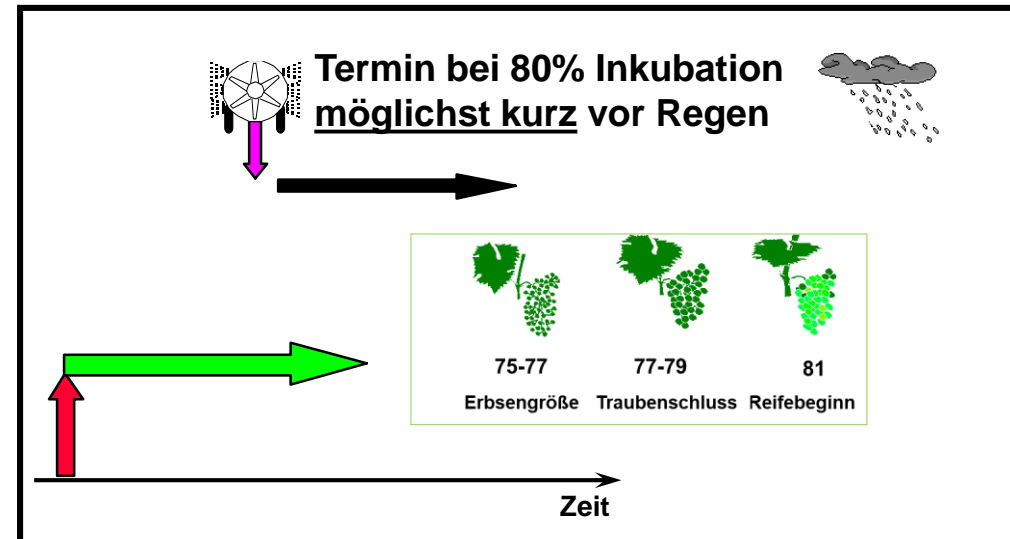 Termin bei 80% Inkubation
möglichst kurz vor Regen
75-77 77-79 81
Erbsengröße Traubenschluss Reifebeginn
Zeit